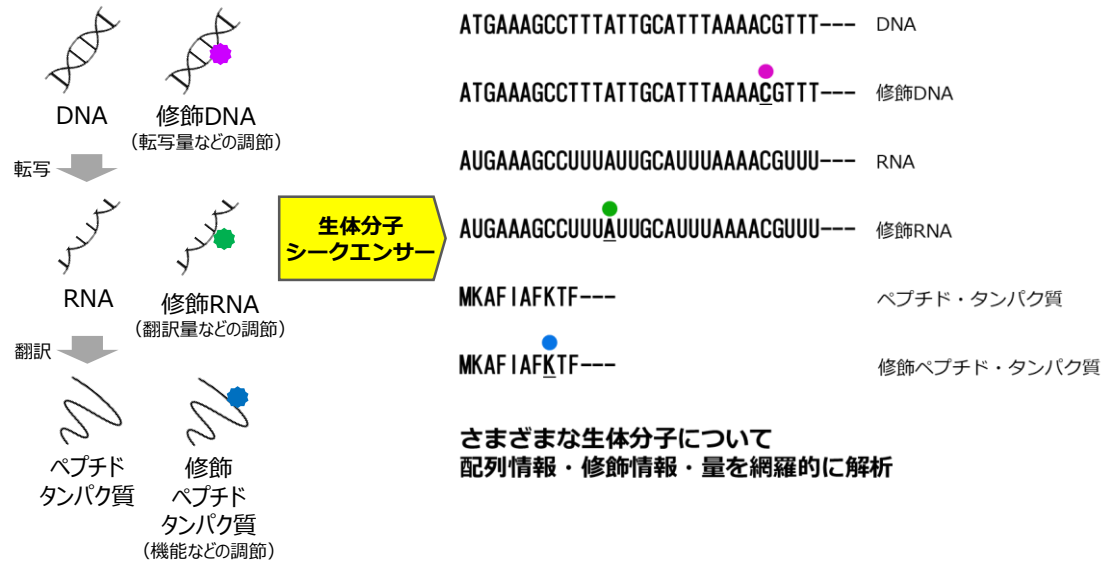 DNA
修飾DNA
（転写量などの調節）
転写
RNA
修飾RNA
（翻訳量などの調節）
翻訳
ペプチド
タンパク質
修飾
ペプチド
タンパク質
（機能などの調節）
生体分子
シークエンサー
ATGAAAGCCTTTATTGCATTTAAAACGTTT--- DNA
ATGAAAGCCTTTATTGCATTTAAAACGTTT--- 修飾DNA
AUGAAAGCCUUUAUUGCAUUUAAAACGUUU--- RNA
AUGAAAGCCUUUAUUGCAUUUAAAACGUUU--- 修飾RNA
MKAFIAFKTF--- ペプチド・タンパク質
MKAFIAFKTF--- 修飾ペプチド・タンパク質
さまざまな生体分子について
配列情報・修飾情報・量を網羅的に解析